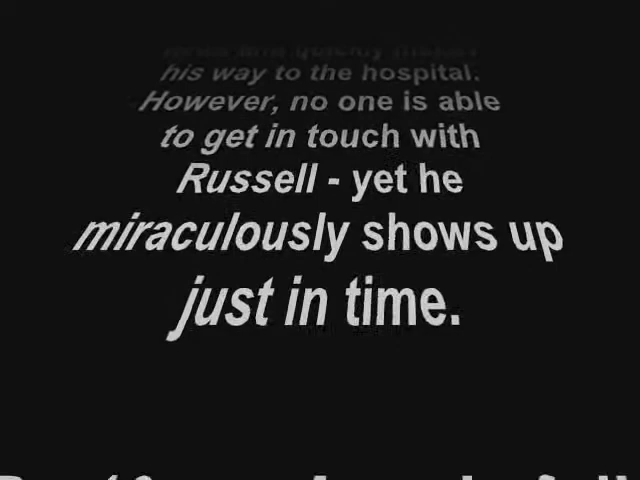 his way to the hospital.
However, no one is able
to get in touch with
Russell - yet he
miraculously shows up
just in time.